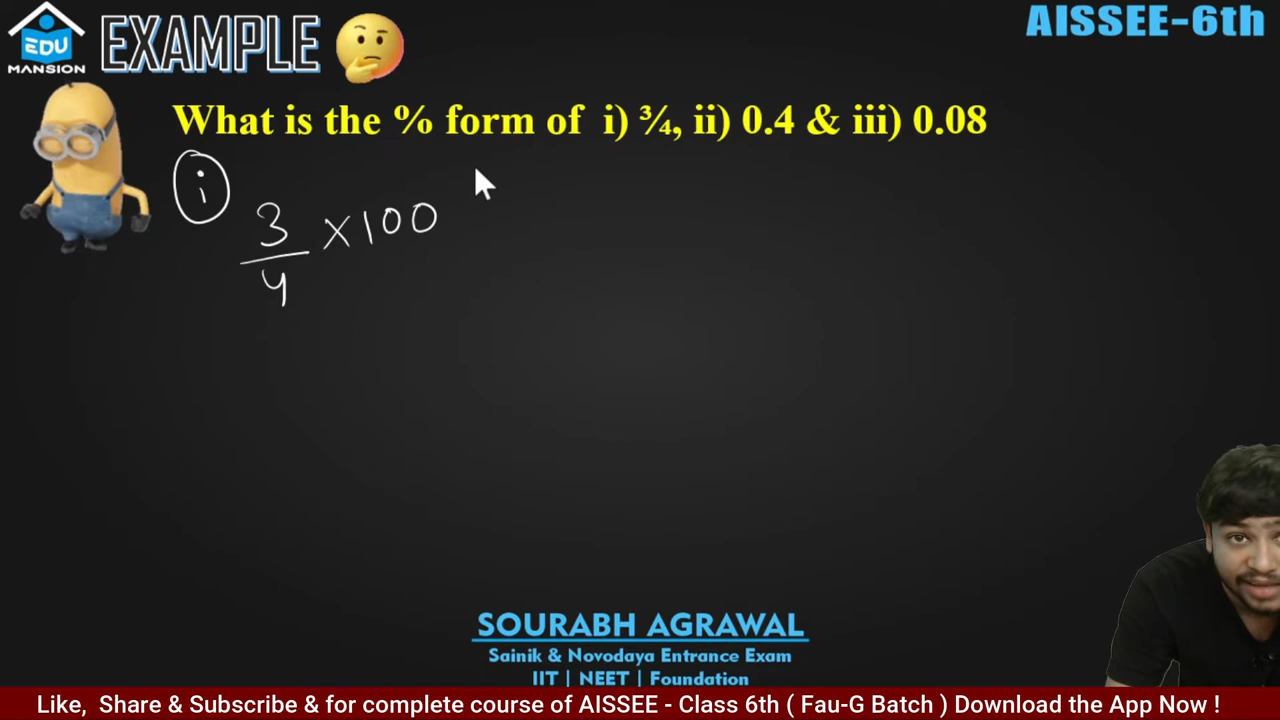 EDU
MANSION
EXAMPLE
AISSEE-6th
What is the % form of i) ¾, ii) 0.4 & iii) 0.08
i
3/4 ×100
SOURABH AGRAWAL
Sainik & Novodaya Entrance Exam
IIT | NEET | Foundation
Like, Share & Subscribe & for complete course of AISSEE - Class 6th ( Fau-G Batch ) Download the App Now !